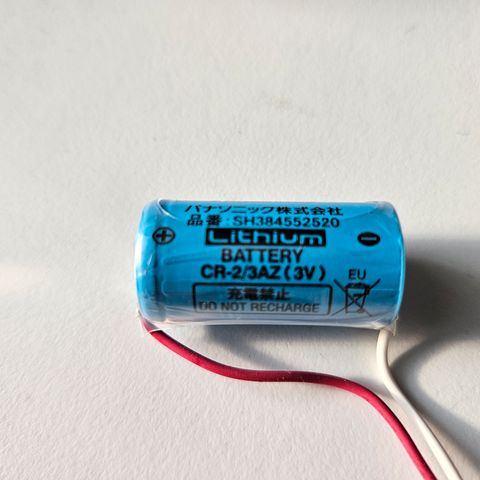 パナソニック株式会社
品番:SH384552520
Lithium
BATTERY
CR-2/3AZ(3V)
EU
充電禁止
DO NOT RECHARGE